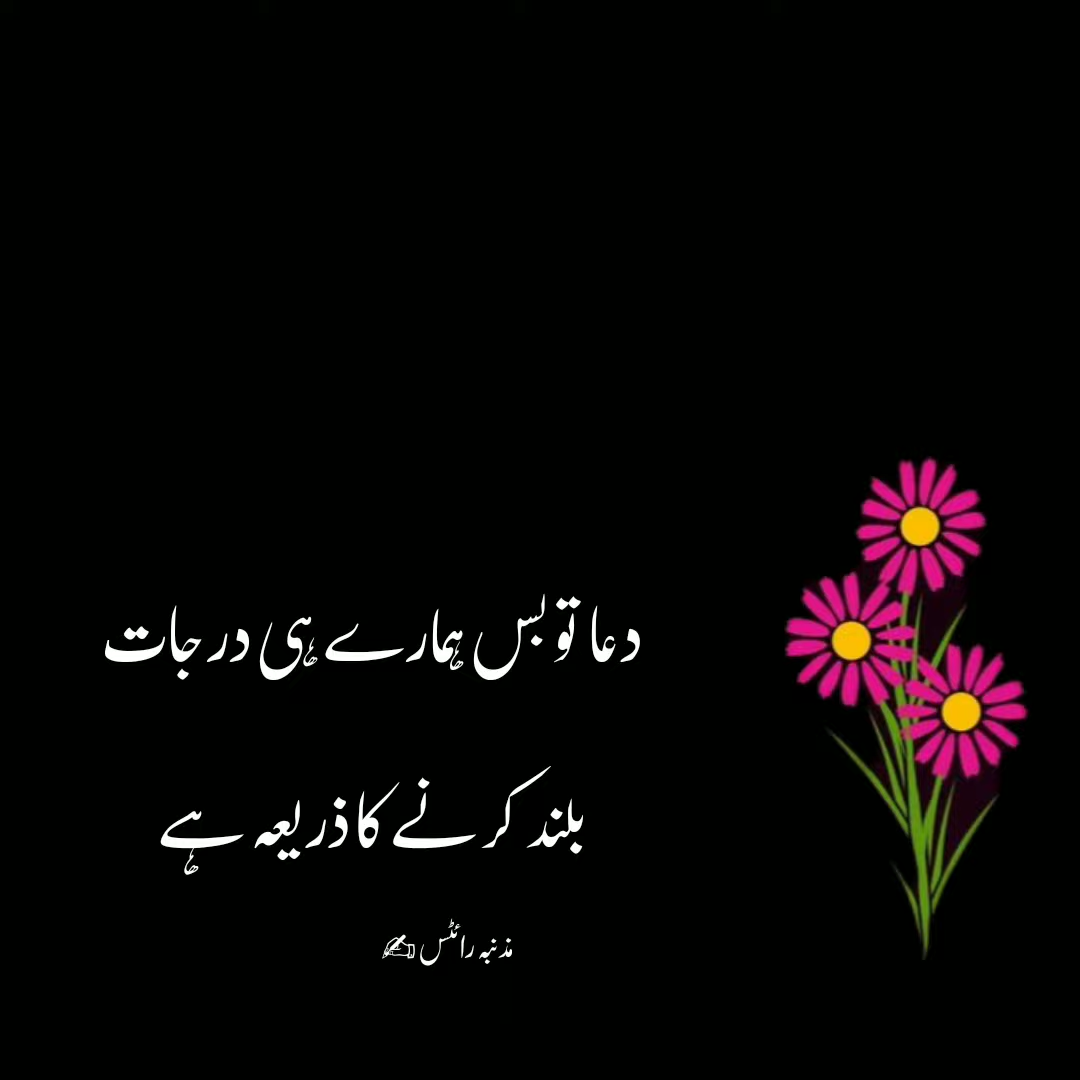 دعا تو بس ہمارے ہی درجات
بلند کرنے کا ذریعہ ہے
مذنبہ رائٹس ✍